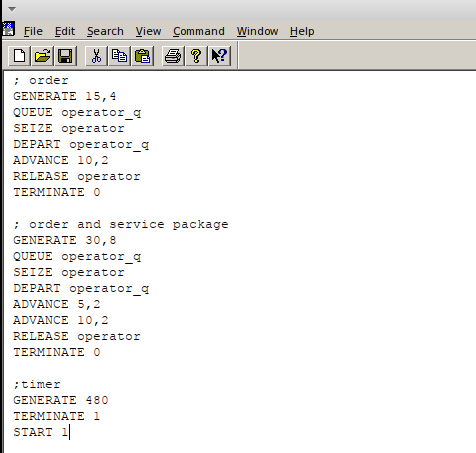 File Edit Search View Command Window Help
; order
GENERATE 15,4
QUEUE operator_q
SEIZE operator
DEPART operator_q
ADVANCE 10,2
RELEASE operator
TERMINATE 0
; order and service package
GENERATE 30,8
QUEUE operator_q
SEIZE operator
DEPART operator_q
ADVANCE 5,2
ADVANCE 10,2
RELEASE operator
TERMINATE 0
;timer
GENERATE 480
TERMINATE 1
START 1